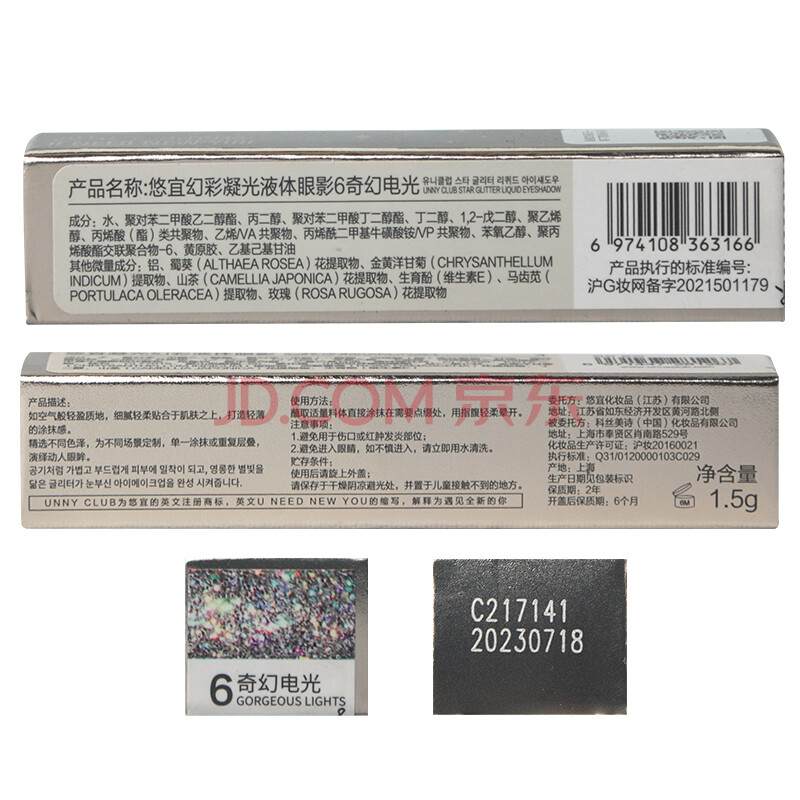 产品名称:悠宜幻彩凝光液体眼影6奇幻电光
유니클럽 스타 글리터 리퀴드 아이섀도우
UNNY CLUB STAR GLITTER LIQUID EYESHADOW
成分：水、聚对苯二甲酸乙二醇酯、丙二醇、聚对苯二甲酸丁二醇酯、丁二醇、1,2-戊二醇、聚乙烯
醇、丙烯酸（酯）类共聚物、乙烯/VA 共聚物、丙烯酰二甲基牛磺酸铵/VP 共聚物、苯氧乙醇、聚丙
烯酸酯交联聚合物-6、黄原胶、乙基己基甘油
其他微量成分：铝、蜀葵（ALTHAEA ROSEA）花提取物、金黄洋甘菊（CHRYSANTHELLUM
INDICUM）提取物、山茶（CAMELLIA JAPONICA）花提取物、生育酚（维生素E）、马齿苋（
PORTULACA OLERACEA）提取物、玫瑰（ROSA RUGOSA）花提取物
6 974108 363166
产品执行的标准编号:
沪G妆网备字2021501179
JD.COM 京东
产品描述：
如空气般轻盈质地，细腻轻柔贴合于肌肤之上，打造轻薄
的涂抹感。
精选不同色泽，为不同场景定制，单一涂抹或重复层叠，
演绎动人眼眸。
공기처럼 가볍고 부드럽게 피부에 밀착이 되고, 영롱한 별빛을
닮은 글리터가 눈부신 아이메이크업을 완성 시켜줍니다.
使用方法：
蘸取适量料体直接涂抹在需要点缀处，用指腹轻柔晕开。
注意事项：
1.避免用于伤口或红肿发炎部位；
2.避免进入眼睛，如不慎进入，请立即用水清洗。
贮存条件：
使用后请旋上外盖；
请保存于干燥阴凉避光处，并置于儿童接触不到的地方。
UNNY CLUB为悠宜的英文注册商标，英文U NEED NEW YOU的缩写，解释为遇见全新的你
委托方：悠宜化妆品（江苏）有限公司
地址：江苏省如东经济开发区黄河路北侧
被委托方：科丝美诗（中国）化妆品有限公司
地址：上海市奉贤区肖南路529号
化妆品生产许可证：沪妆20160021
执行标准：Q31/0120000103C029
产地：上海
生产日期见包装标识
保质期：2年
开盖后保质期：6个月
6M
净含量
1.5g
6 奇幻电光
GORGEOUS LIGHTS
C217141
20230718